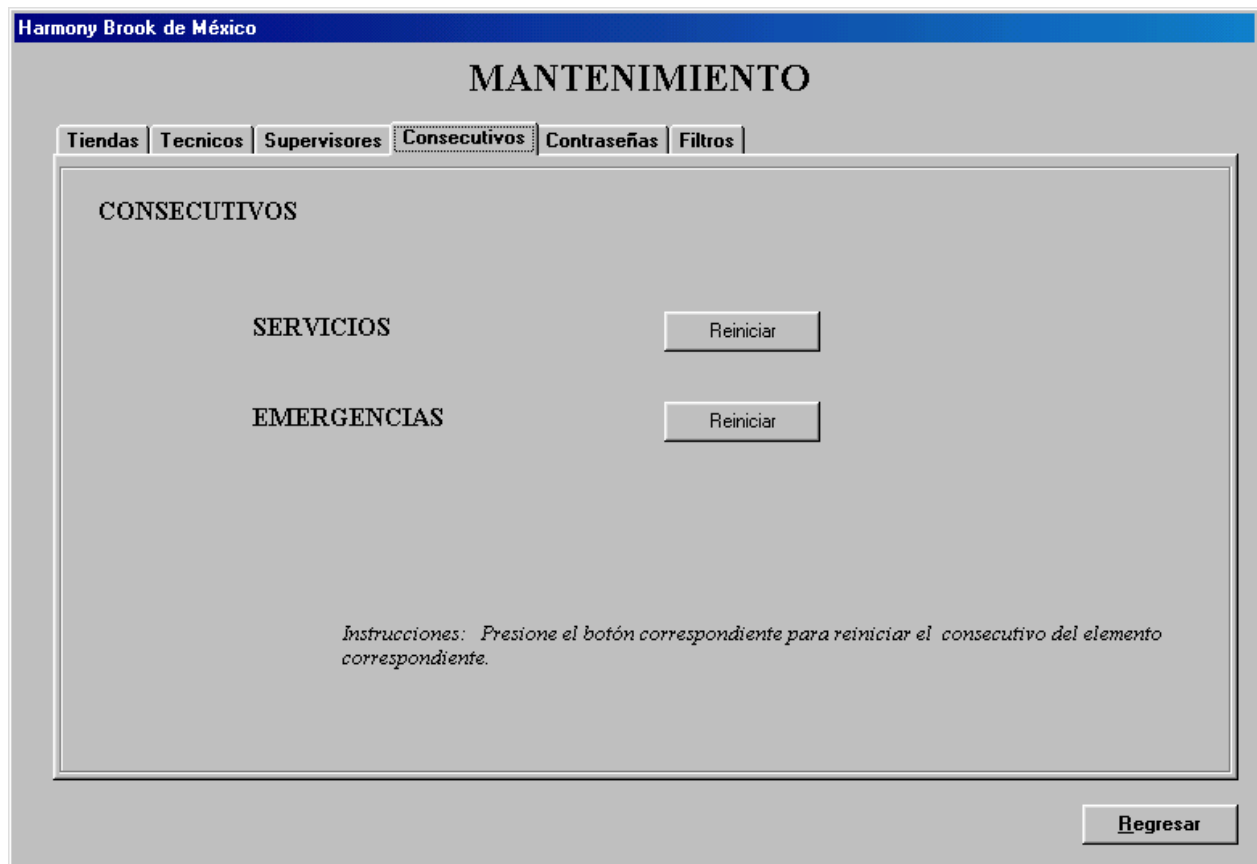 Harmony Brook de México
MANTENIMIENTO
Tiendas Tecnicos Supervisores Consecutivos Contraseñas Filtros
CONSECUTIVOS
SERVICIOS Reiniciar
EMERGENCIAS Reiniciar
Instrucciones: Presione el botón correspondiente para reiniciar el consecutivo del elemento
correspondiente.
Regresar